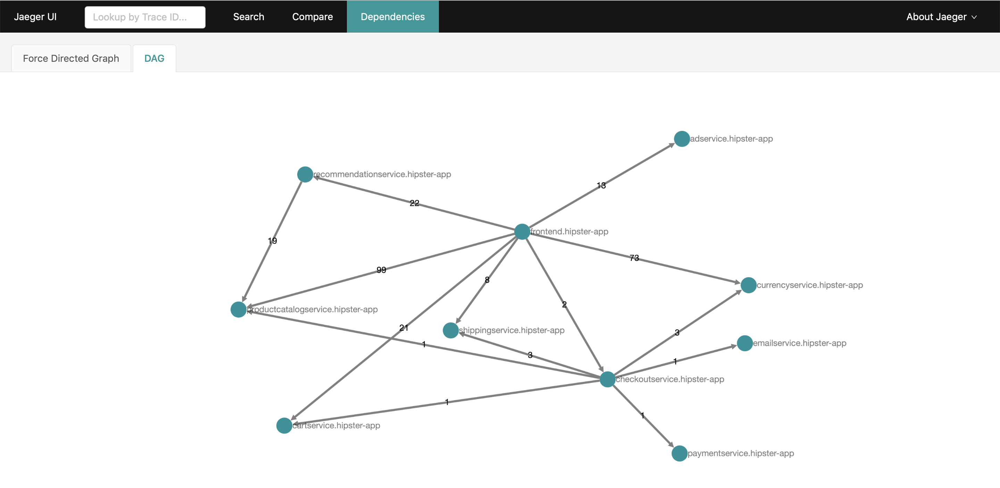 Jaeger UI
Lookup by Trace ID...
Search
Compare
Dependencies
About Jaeger
Force Directed Graph
DAG
adservice.hipster-app
recommendationservice.hipster-app
13
22
frontend.hipster-app
19
73
99
8
currencyservice.hipster-app
2
productcatalogservice.hipster-app
21
shippingservice.hipster-app
3
emailservice.hipster-app
1
3
1
checkoutservice.hipster-app
1
1
cartservice.hipster-app
paymentservice.hipster-app